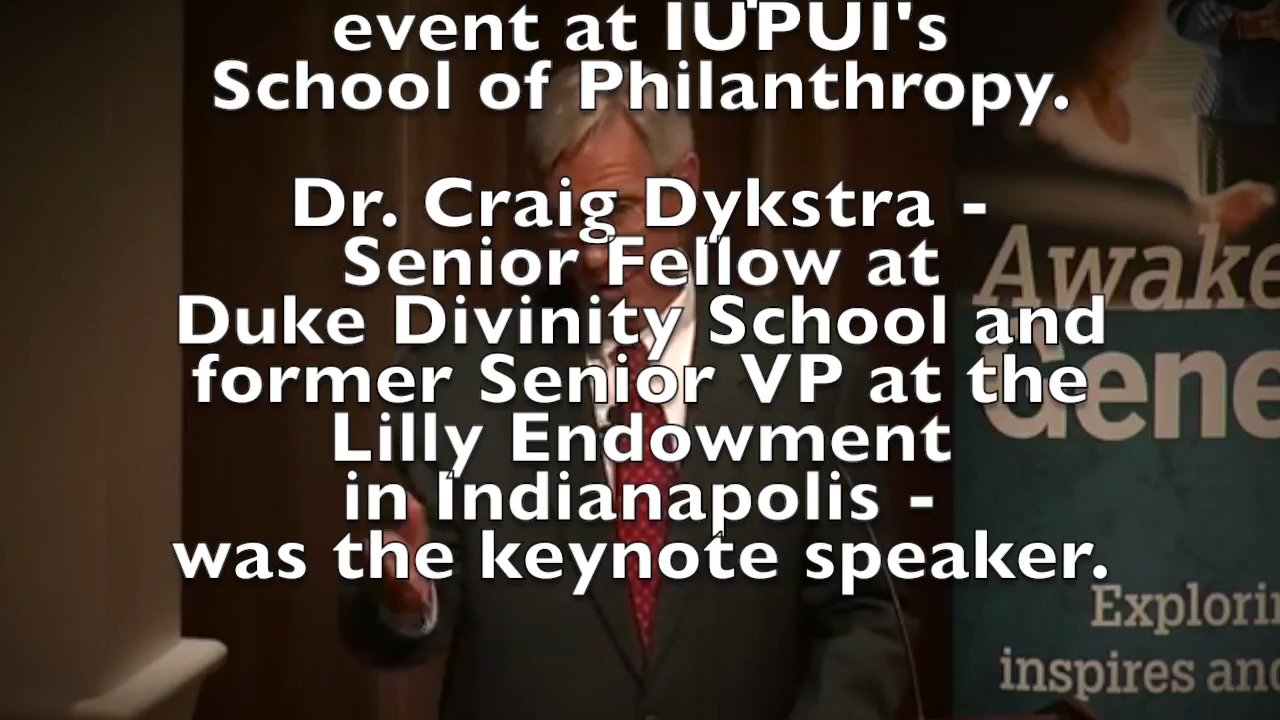 event at IUPUI's
School of Philanthropy.
Dr. Craig Dykstra -
Senior Fellow at
Duke Divinity School and
former Senior VP at the
Lilly Endowment
in Indianapolis -
was the keynote speaker.
Awake
Gene
Explori
inspires and